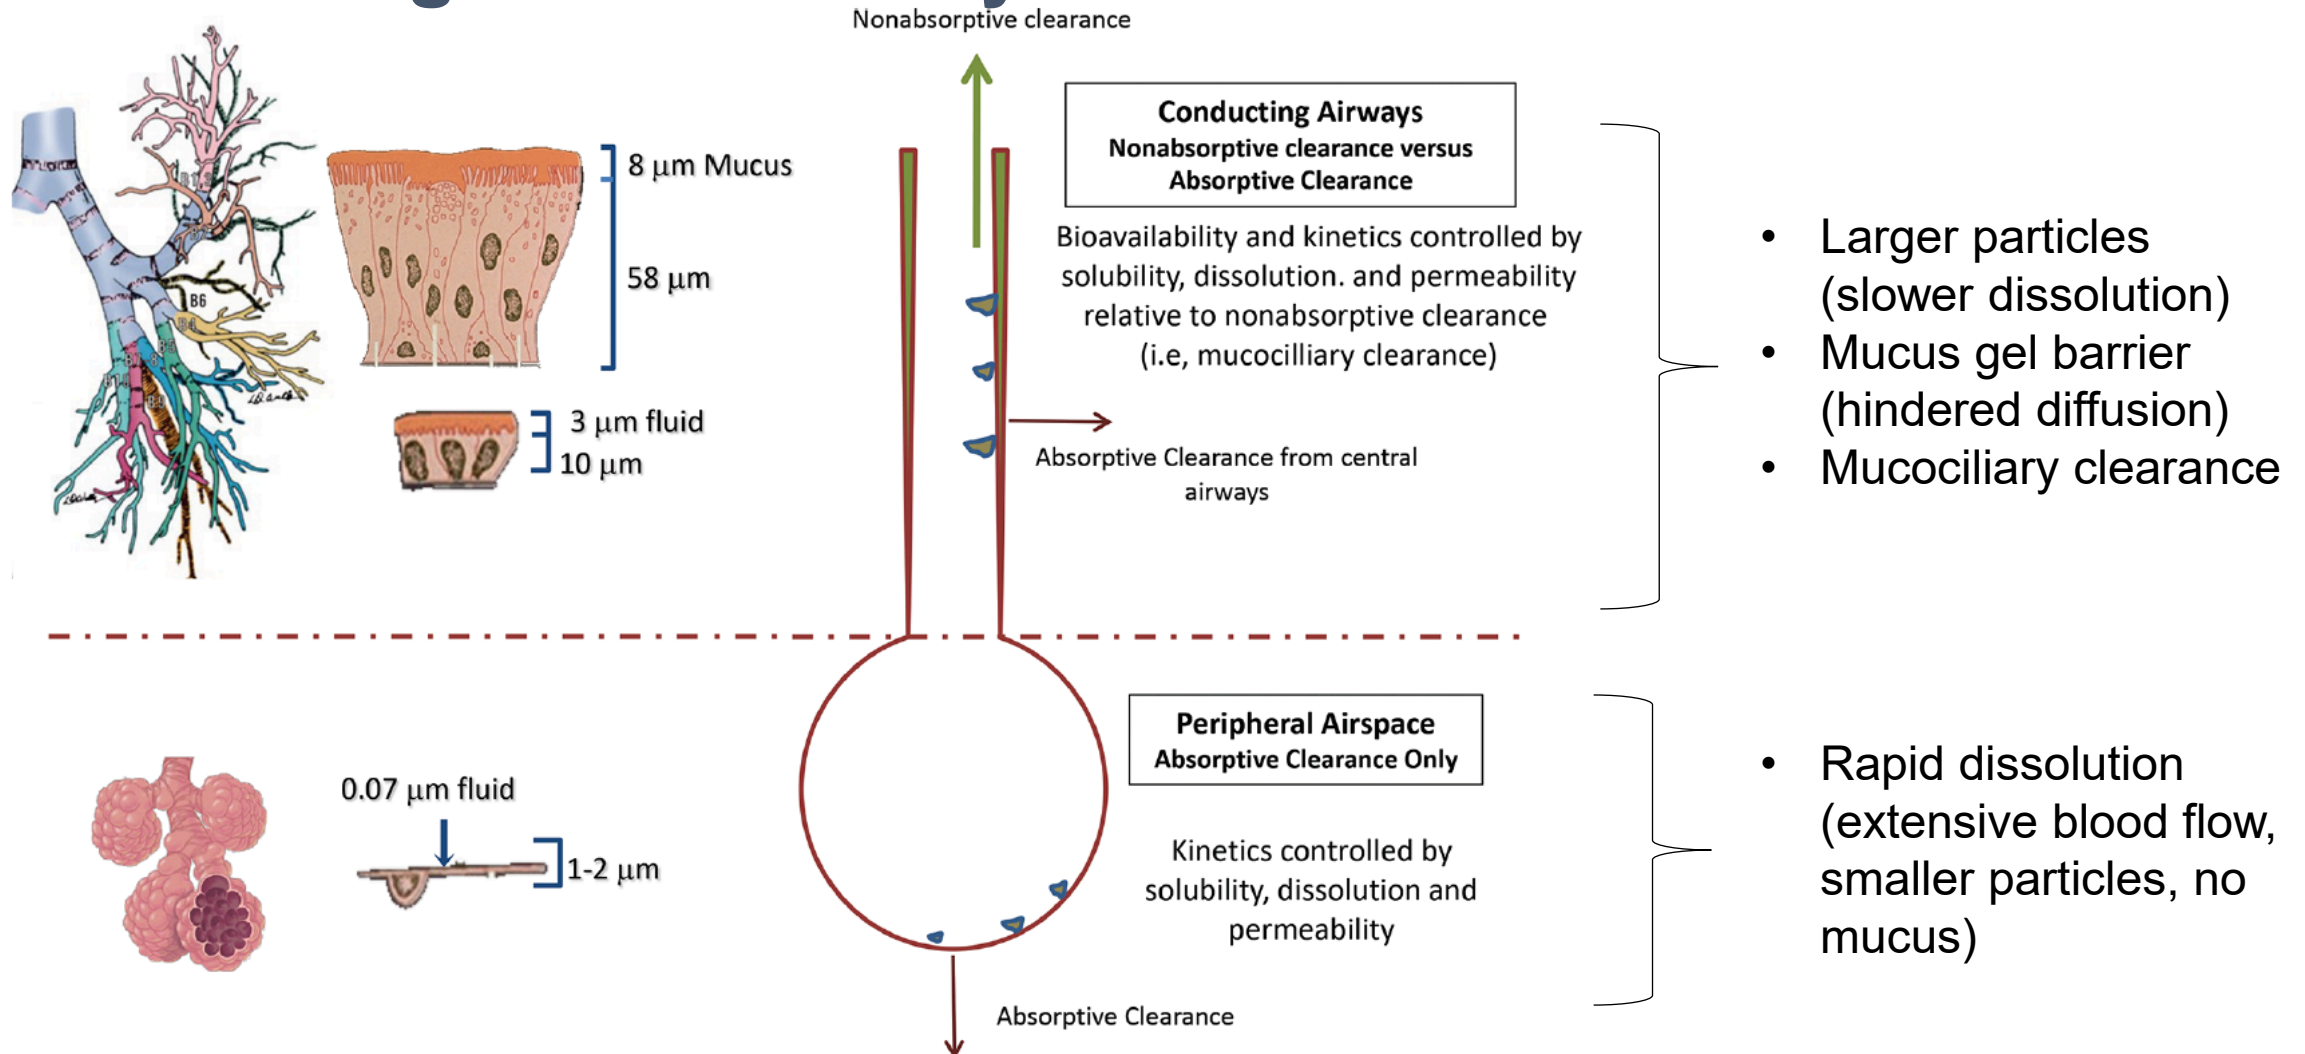 Nonabsorptive clearance
8 μm Mucus
58 μm
3 μm fluid
10 μm
B6
B4
Conducting Airways
Nonabsorptive clearance versus
Absorptive Clearance
Bioavailability and kinetics controlled by
solubility, dissolution. and permeability
relative to nonabsorptive clearance
(i.e, mucocilliary clearance)
Absorptive Clearance from central
airways
• Larger particles
(slower dissolution)
• Mucus gel barrier
(hindered diffusion)
• Mucociliary clearance
0.07 μm fluid
1-2 μm
Peripheral Airspace
Absorptive Clearance Only
Kinetics controlled by
solubility, dissolution and
permeability
Absorptive Clearance
• Rapid dissolution
(extensive blood flow,
smaller particles, no
mucus)